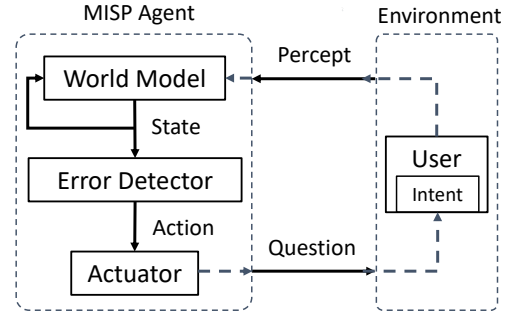 MISP Agent
Environment
World Model
Percept
State
User
Intent
Error Detector
Action
Question
Actuator